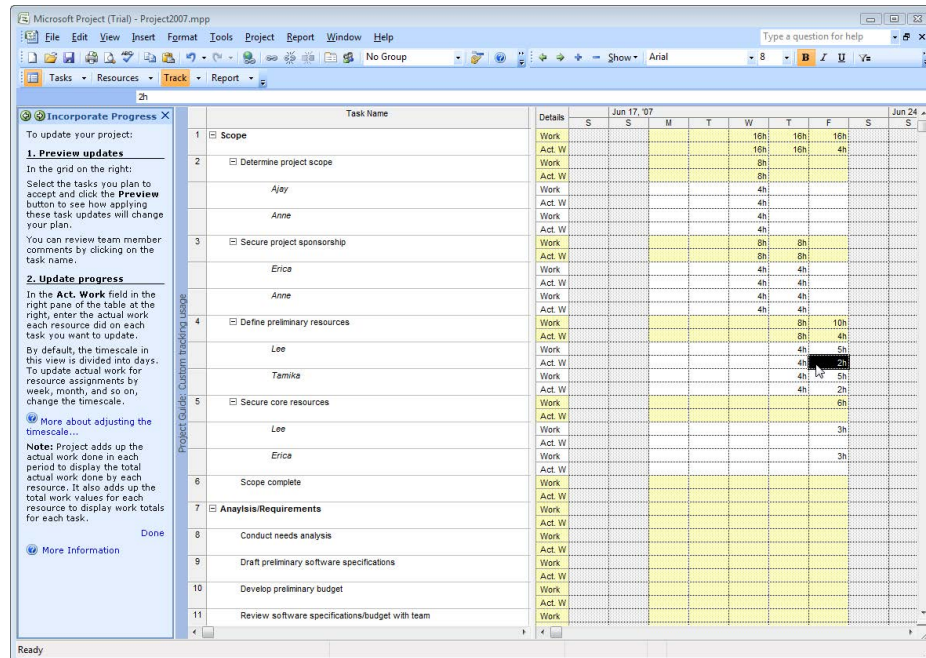 Microsoft Project (Trial) - Project2007.mpp
File Edit View Insert Format Tools Project Report Window Help Type a question for help
No Group Show Arial 8 B I U
Tasks Resources Track Report
2h
Incorporate Progress
To update your project:
1. Preview updates
In the grid on the right:
Select the tasks you plan to
accept and click the Preview
button to see how applying
these task updates will change
your plan.
You can review team member
comments by clicking on the
task name.
2. Update progress
In the Act. Work field in the
right pane of the table at the
right, enter the actual work
each resource did on each
task you want to update.
By default, the timescale in
this view is divided into days.
To update actual work for
resource assignments by
week, month, and so on,
change the timescale.
More about adjusting the
timescale...
Note: Project adds up the
actual work done in each
period to display the total
actual work done by each
resource. It also adds up the
total work values for each
resource to display work totals
for each task.
Done
More Information
Project Guide: Custom tracking usage
Task Name Details Jun 17, '07 Jun 24
S S M T W T F S S
1 Scope Work 16h 16h 16h
Act. W 16h 16h 4h
2 Determine project scope Work 8h
Act. W 8h
Ajay Work 4h
Act. W 4h
Anne Work 4h
Act. W 4h
3 Secure project sponsorship Work 8h 8h
Act. W 8h 8h
Erica Work 4h 4h
Act. W 4h 4h
Anne Work 4h 4h
Act. W 4h 4h
4 Define preliminary resources Work 8h 10h
Act. W 8h 4h
Lee Work 4h 5h
Act. W 4h 2h
Tamika Work 4h 5h
Act. W 4h 2h
5 Secure core resources Work 6h
Act. W
Lee Work 3h
Act. W
Erica Work 3h
Act. W
6 Scope complete Work
Act. W
7 Anaylsis/Requirements Work
Act. W
8 Conduct needs analysis Work
Act. W
9 Draft preliminary software specifications Work
Act. W
10 Develop preliminary budget Work
Act. W
11 Review software specifications/budget with team Work
Ready